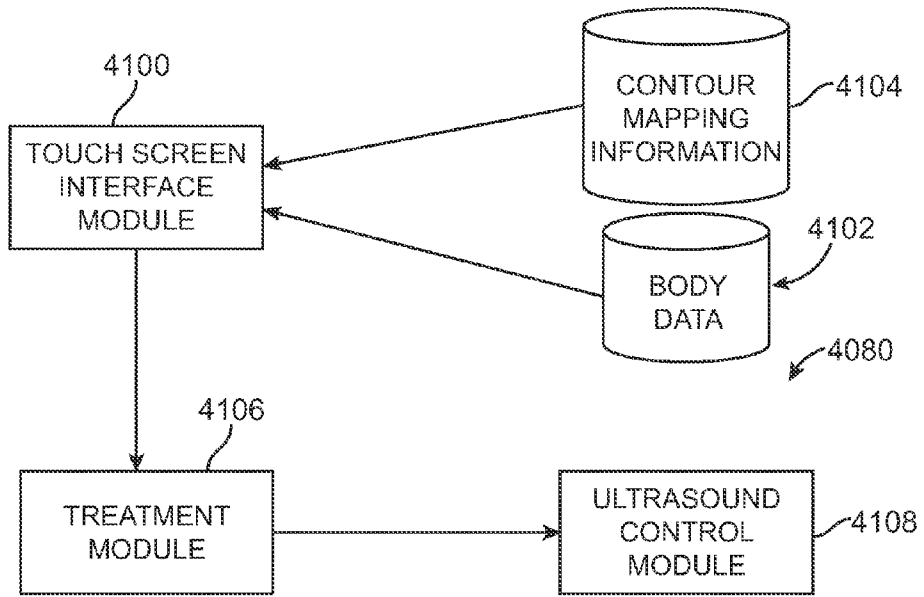 4100
TOUCH SCREEN
INTERFACE
MODULE
CONTOUR
MAPPING
INFORMATION
4104
4102
BODY
DATA
4080
4106
TREATMENT
MODULE
ULTRASOUND
CONTROL
MODULE
4108